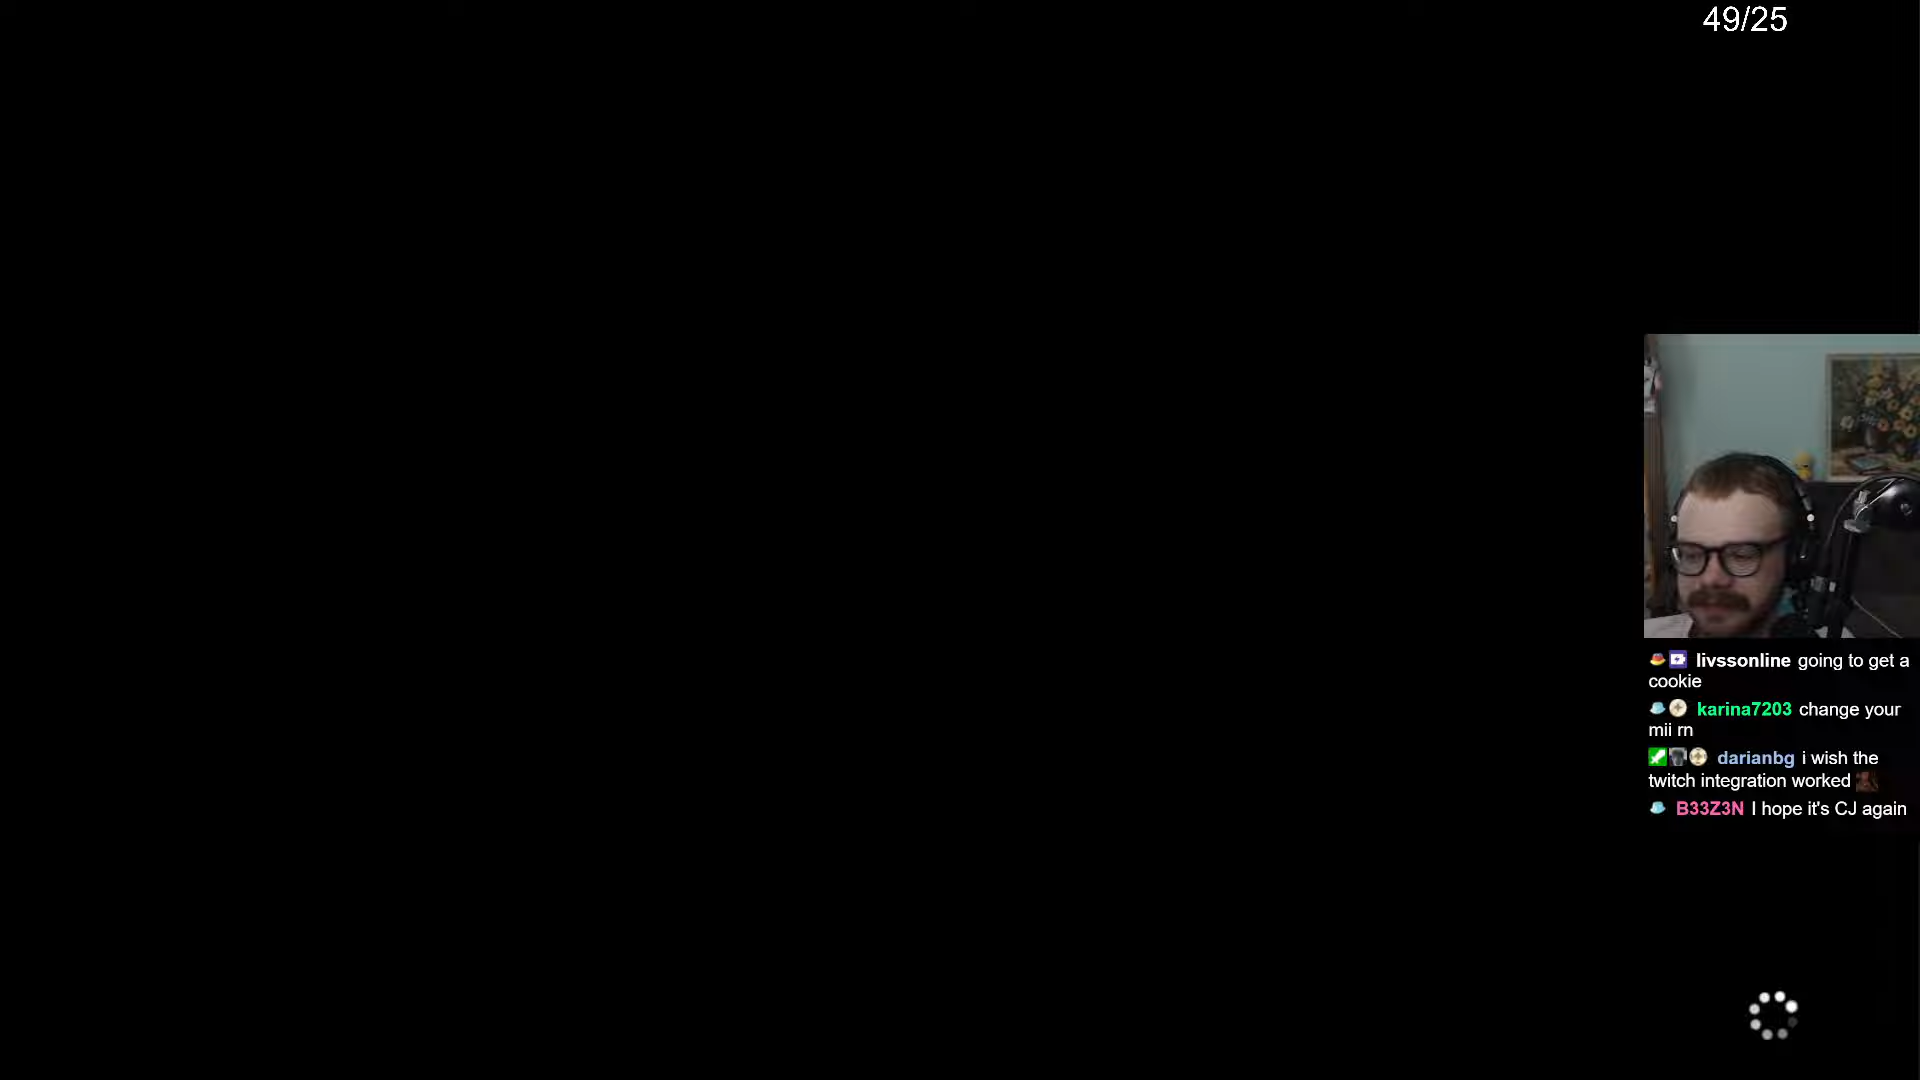 49/25
livssonline going to get a
cookie
karina7203 change your
mii rn
darianbg i wish the
twitch integration worked
B33Z3N I hope it's CJ again